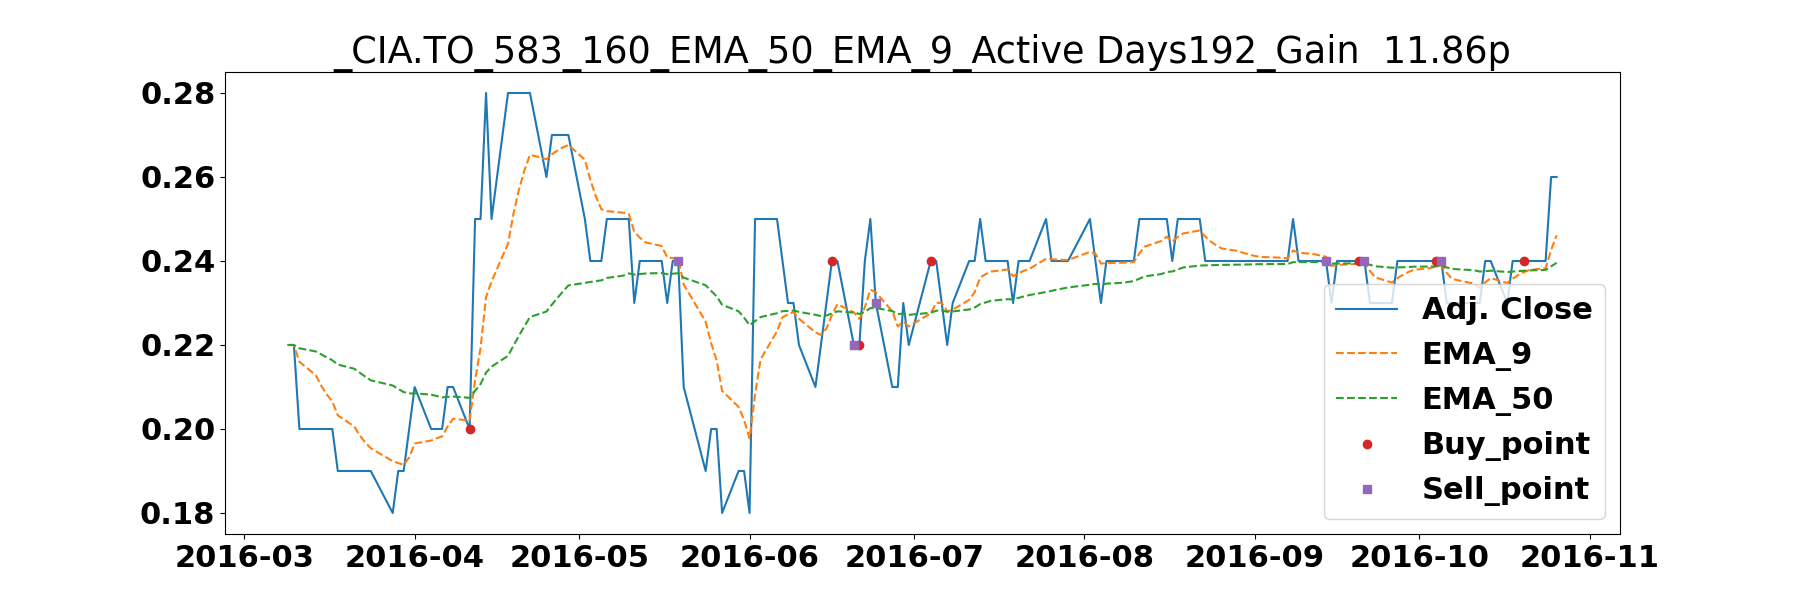 _CIA.TO_583_160_EMA_50_EMA_9_Active Days192_Gain  11.86p
0.28
0.26
0.24
0.22
0.20
0.18
2016-03 2016-04 2016-05 2016-06 2016-07 2016-08 2016-09 2016-10 2016-11
Adj. Close
EMA_9
EMA_50
Buy_point
Sell_point